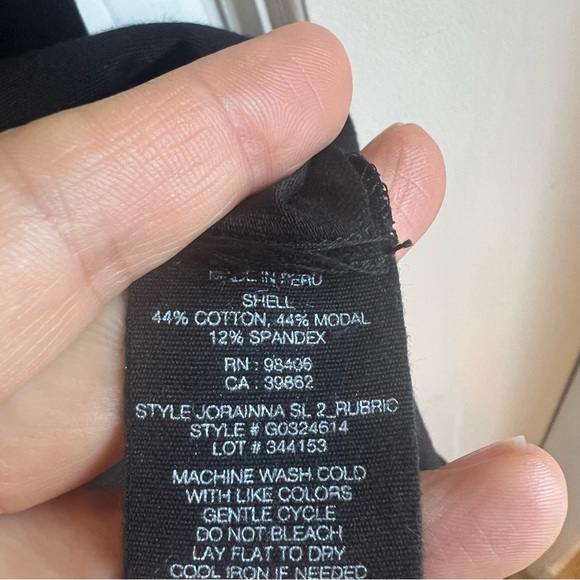 MADE IN PERU
SHELL
44% COTTON, 44% MODAL
12% SPANDEX
RN : 98406
CA : 39862
STYLE JORAINNA SL 2_RUBRIC
STYLE # G0324614
LOT # 344153
MACHINE WASH COLD
WITH LIKE COLORS
GENTLE CYCLE
DO NOT BLEACH
LAY FLAT TO DRY
COOL IRON IF NEEDED